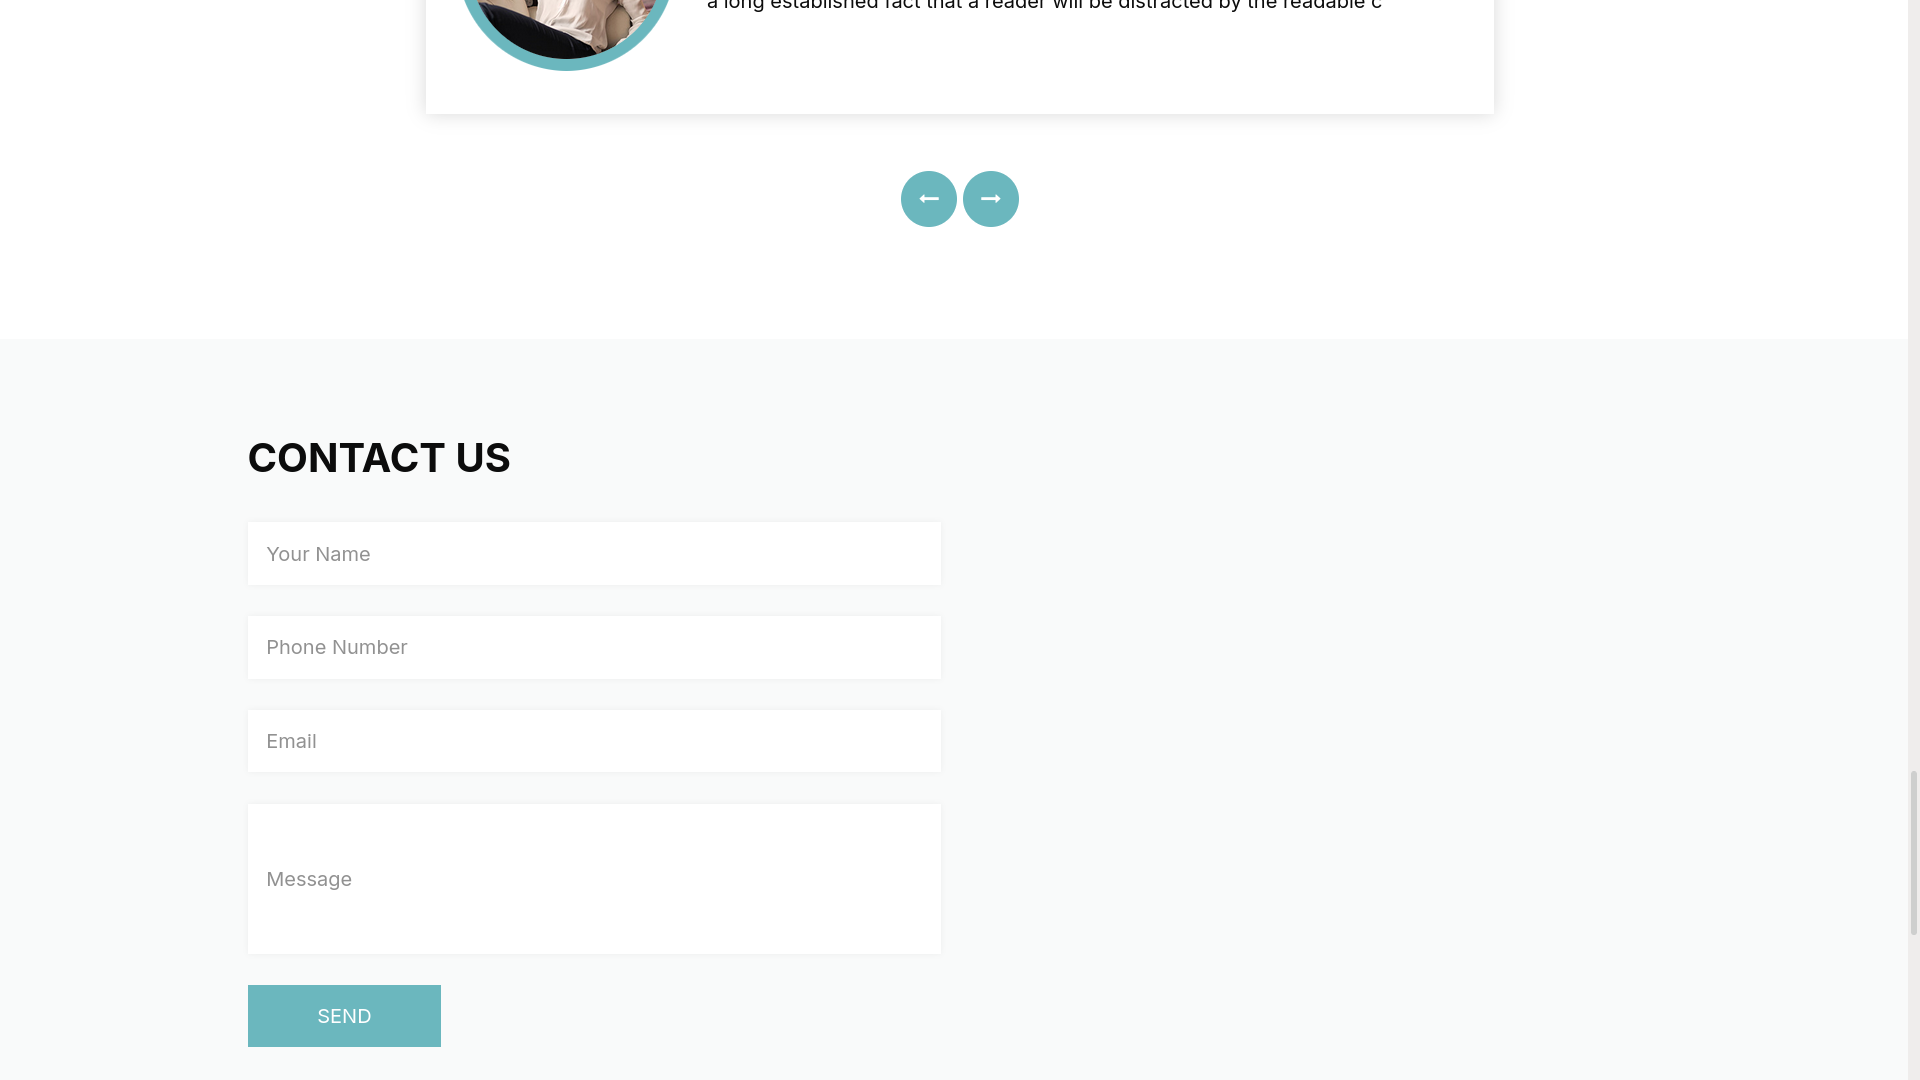 a long established fact that a reader will be distracted by the readable c
CONTACT US
Your Name
Phone Number
Email
Message
SEND